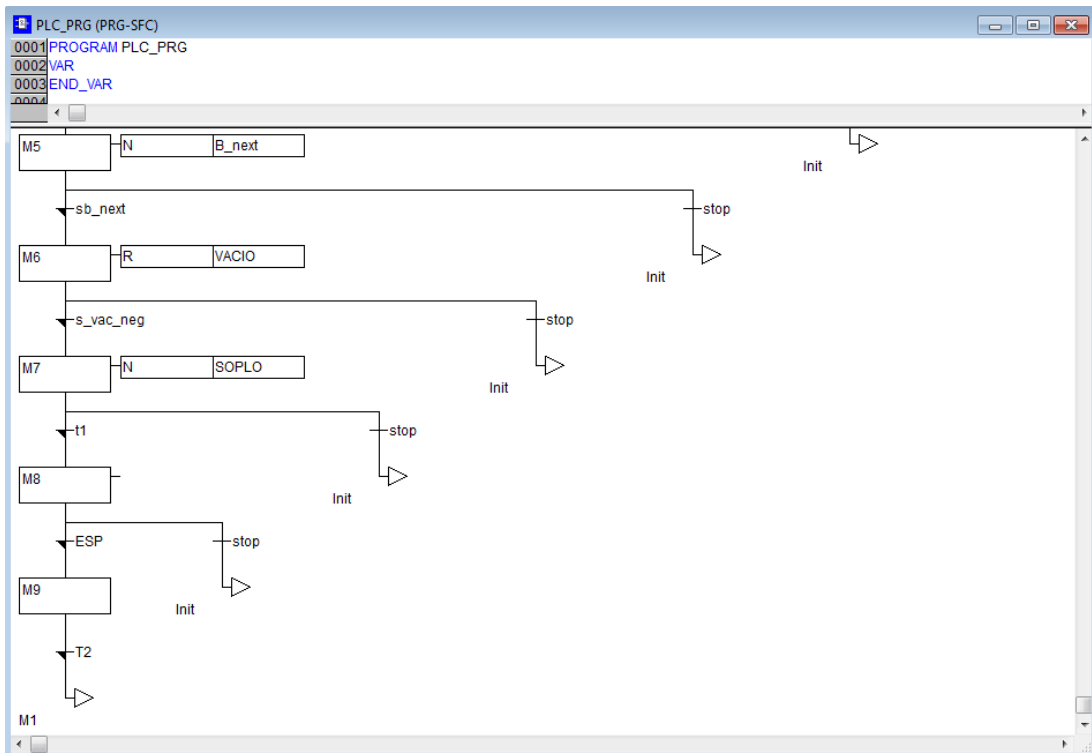 PLC_PRG (PRG-SFC)
0001 PROGRAM PLC_PRG
0002 VAR
0003 END_VAR
0004
M5 N B_next
Init
sb_next stop
M6 R VACIO
Init
s_vac_neg stop
M7 N SOPLO
Init
t1 stop
M8
Init
ESP stop
M9
Init
T2
M1